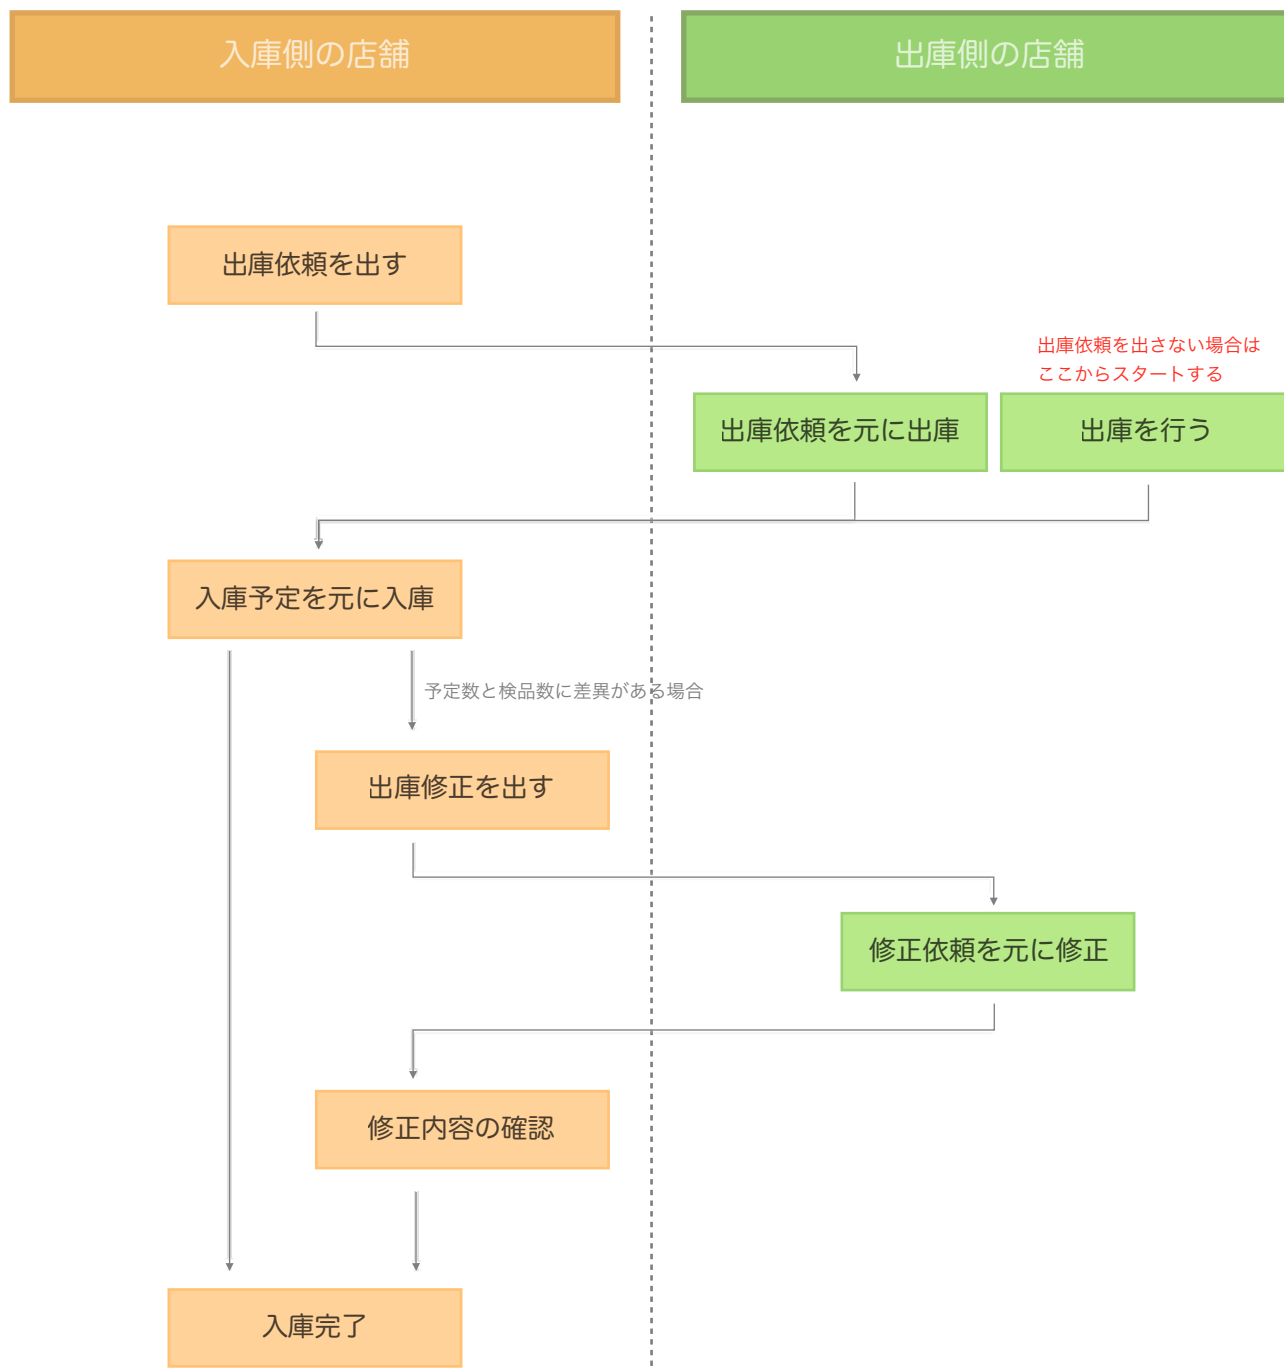 入庫側の店舗
出庫側の店舗
出庫依頼を出す
出庫依頼を出さない場合は
ここからスタートする
出庫依頼を元に出庫
出庫を行う
入庫予定を元に入庫
予定数と検品数に差異がある場合
出庫修正を出す
修正依頼を元に修正
修正内容の確認
入庫完了